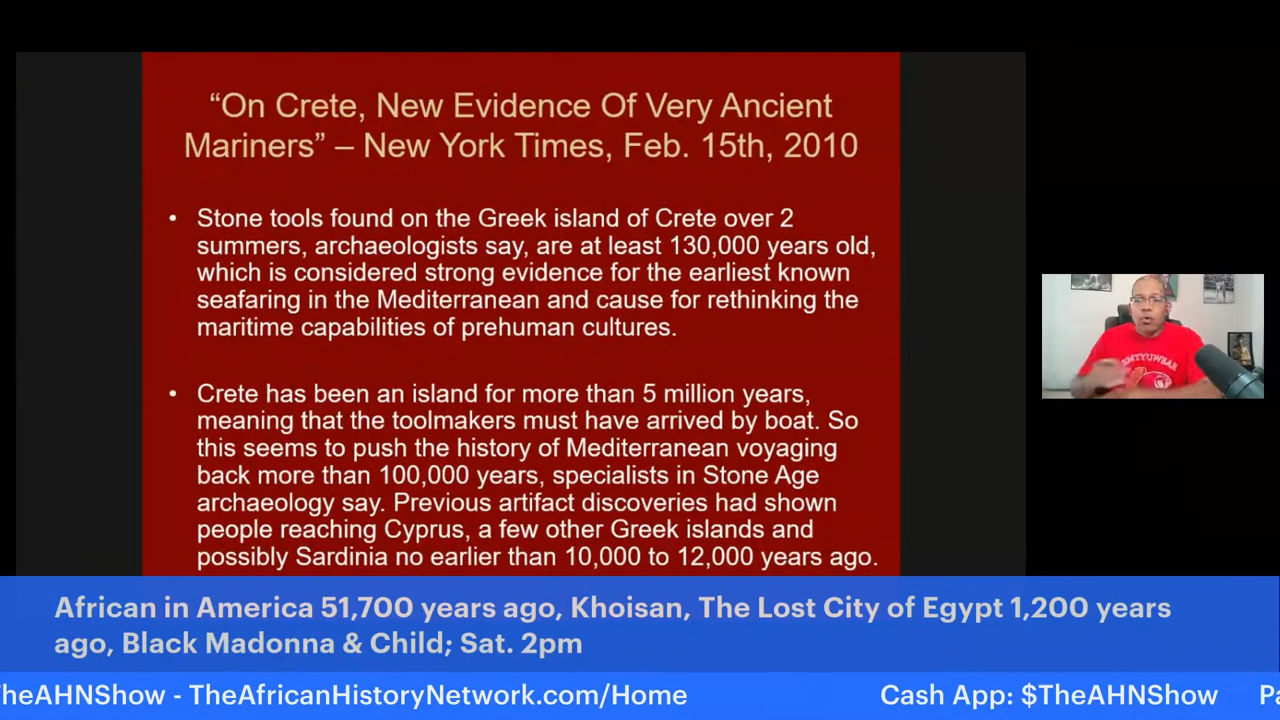 “On Crete, New Evidence Of Very Ancient
Mariners” – New York Times, Feb. 15th, 2010
• Stone tools found on the Greek island of Crete over 2
summers, archaeologists say, are at least 130,000 years old,
which is considered strong evidence for the earliest known
seafaring in the Mediterranean and cause for rethinking the
maritime capabilities of prehuman cultures.
• Crete has been an island for more than 5 million years,
meaning that the toolmakers must have arrived by boat. So
this seems to push the history of Mediterranean voyaging
back more than 100,000 years, specialists in Stone Age
archaeology say. Previous artifact discoveries had shown
people reaching Cyprus, a few other Greek islands and
possibly Sardinia no earlier than 10,000 to 12,000 years ago.
African in America 51,700 years ago, Khoisan, The Lost City of Egypt 1,200 years
ago, Black Madonna & Child; Sat. 2pm
TheAHNShow - TheAfricanHistoryNetwork.com/Home Cash App: $TheAHNShow Pa